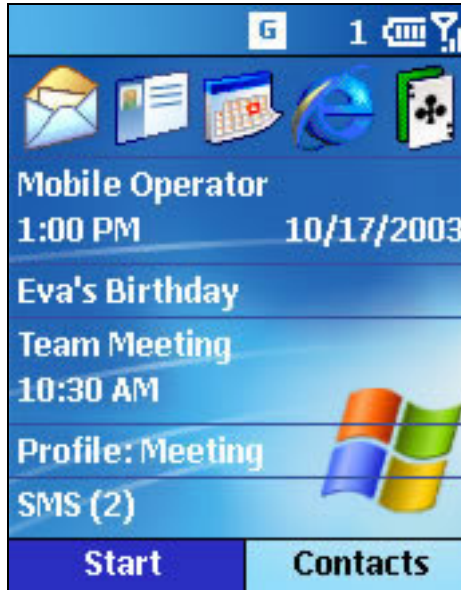 G 1
Mobile Operator
1:00 PM 10/17/2003
Eva's Birthday
Team Meeting
10:30 AM
Profile: Meeting
SMS (2)
Start Contacts